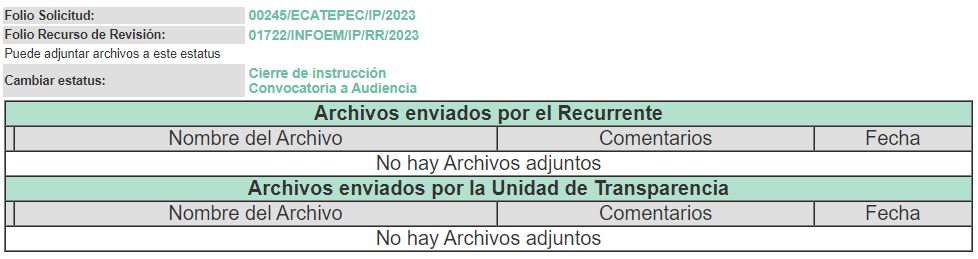 Folio Solicitud: 00245/ECATEPEC/IP/2023
Folio Recurso de Revisión: 01722/INFOEM/IP/RR/2023
Puede adjuntar archivos a este estatus
Cambiar estatus: Cierre de instrucción
Convocatoria a Audiencia
Archivos enviados por el Recurrente
Nombre del Archivo Comentarios Fecha
No hay Archivos adjuntos
Archivos enviados por la Unidad de Transparencia
Nombre del Archivo Comentarios Fecha
No hay Archivos adjuntos